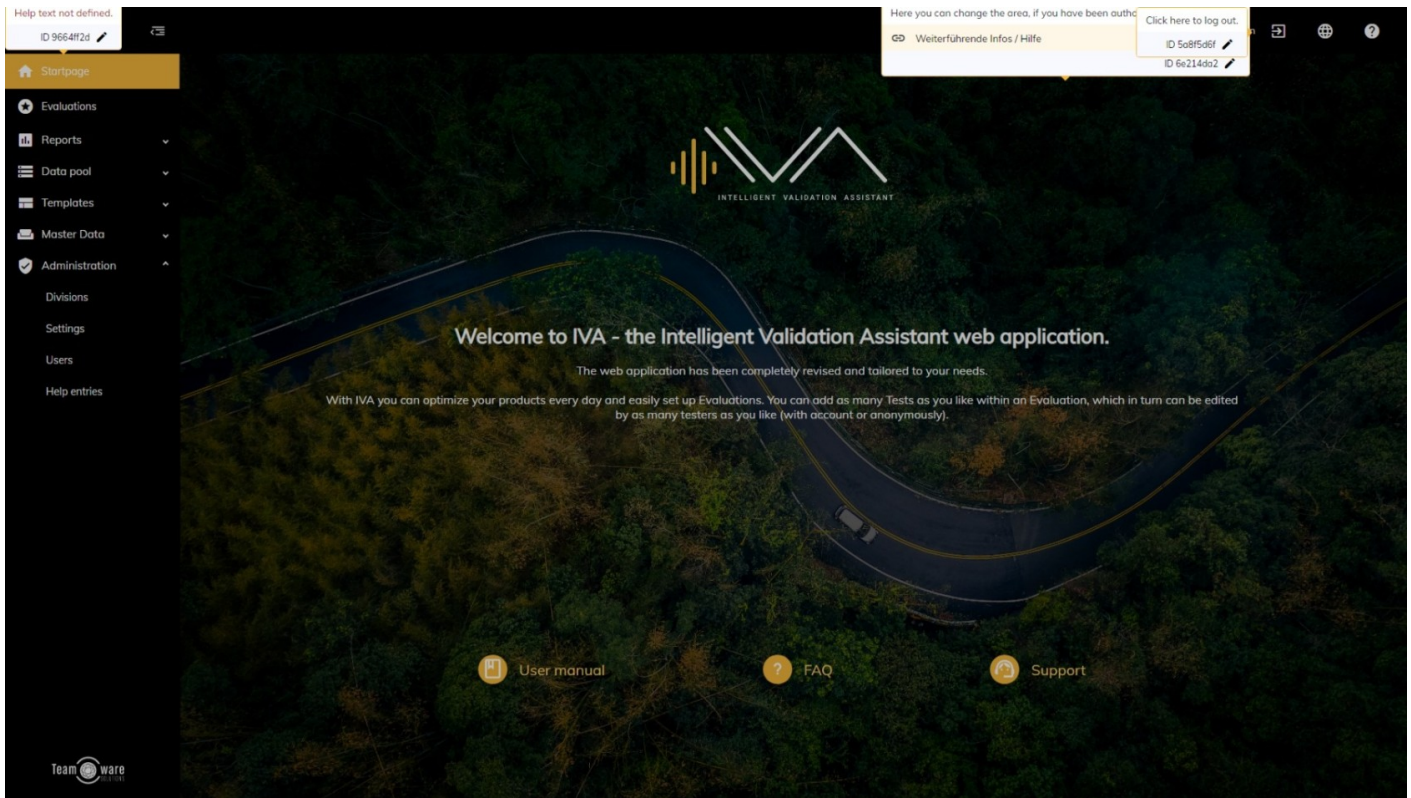 Help text not defined.
ID 9664ff2d
Here you can change the area, if you have been
Weiterführende Infos / Hilfe
Click here to log out.
ID 5a8f5d6f
ID 6e214da2
Startpage
Evaluations
Reports
Data pool
Templates
Master Data
Administration
Divisions
Settings
Users
Help entries
IVA
INTELLIGENT VALIDATION ASSISTANT
Welcome to IVA - the Intelligent Validation Assistant web application.
The web application has been completely revised and tailored to your needs.
With IVA you can optimize your products every day and easily set up Evaluations. You can add as many Tests as you like within an Evaluation, which in turn can be edited
by as many testers as you like (with account or anonymously).
User manual
? FAQ
Support
Team ware
SOLUTIONS